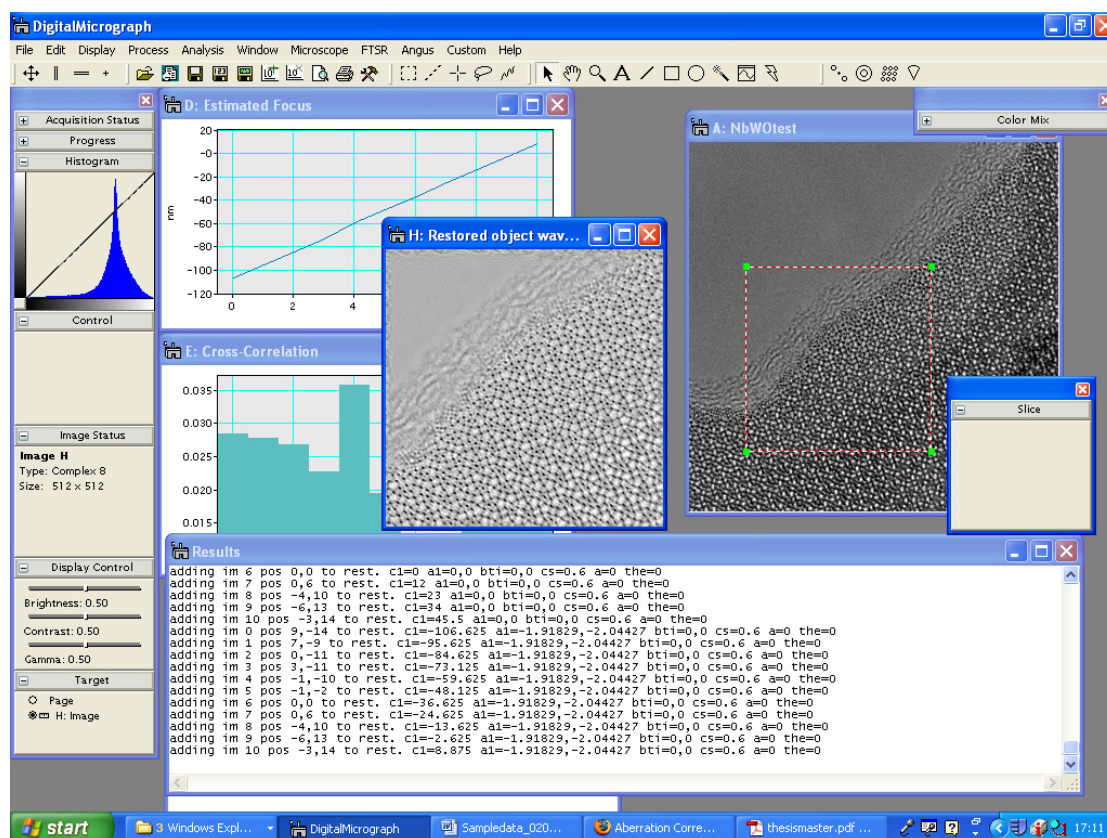 DigitalMicrograph
File Edit Display Process Analysis Window Microscope FTSR Angus Custom Help
Acquisition Status
Progress
Histogram
Control
Image Status
Image H
Type: Complex 8
Size: 512 x 512
Display Control
Brightness: 0.50
Contrast: 0.50
Gamma: 0.50
Target
Page
H: Image
D: Estimated Focus
20
-0
-20
-40
-60
-80
-100
-120
nm
0 2 4
E: Cross-Correlation
0.035
0.030
0.025
0.020
0.015
H: Restored object wav...
A: NbWOtest
Color Mix
Slice
Results
adding im 6 pos 0,0 to rest. c1=0 a1=0,0 bti=0,0 cs=0.6 a=0 the=0
adding im 7 pos 0,6 to rest. c1=12 a1=0,0 bti=0,0 cs=0.6 a=0 the=0
adding im 8 pos -4,10 to rest. c1=23 a1=0,0 bti=0,0 cs=0.6 a=0 the=0
adding im 9 pos -6,13 to rest. c1=34 a1=0,0 bti=0,0 cs=0.6 a=0 the=0
adding im 10 pos -3,14 to rest. c1=45.5 a1=0,0 bti=0,0 cs=0.6 a=0 the=0
adding im 0 pos 9,-14 to rest. c1=-106.625 a1=-1.91829,-2.04427 bti=0,0 cs=0.6 a=0 the=0
adding im 1 pos 7,-9 to rest. c1=-95.625 a1=-1.91829,-2.04427 bti=0,0 cs=0.6 a=0 the=0
adding im 2 pos 0,-11 to rest. c1=-84.625 a1=-1.91829,-2.04427 bti=0,0 cs=0.6 a=0 the=0
adding im 3 pos 3,-11 to rest. c1=-73.125 a1=-1.91829,-2.04427 bti=0,0 cs=0.6 a=0 the=0
adding im 4 pos -1,-10 to rest. c1=-59.625 a1=-1.91829,-2.04427 bti=0,0 cs=0.6 a=0 the=0
adding im 5 pos -1,-2 to rest. c1=-48.125 a1=-1.91829,-2.04427 bti=0,0 cs=0.6 a=0 the=0
adding im 6 pos 0,0 to rest. c1=-36.625 a1=-1.91829,-2.04427 bti=0,0 cs=0.6 a=0 the=0
adding im 7 pos 0,6 to rest. c1=-24.625 a1=-1.91829,-2.04427 bti=0,0 cs=0.6 a=0 the=0
adding im 8 pos -4,10 to rest. c1=-13.625 a1=-1.91829,-2.04427 bti=0,0 cs=0.6 a=0 the=0
adding im 9 pos -6,13 to rest. c1=-2.625 a1=-1.91829,-2.04427 bti=0,0 cs=0.6 a=0 the=0
adding im 10 pos -3,14 to rest. c1=8.875 a1=-1.91829,-2.04427 bti=0,0 cs=0.6 a=0 the=0
start 3 Windows Expl... DigitalMicrograph Sampledata_020... Aberration Corre... thesismaster.pdf ... 17:11